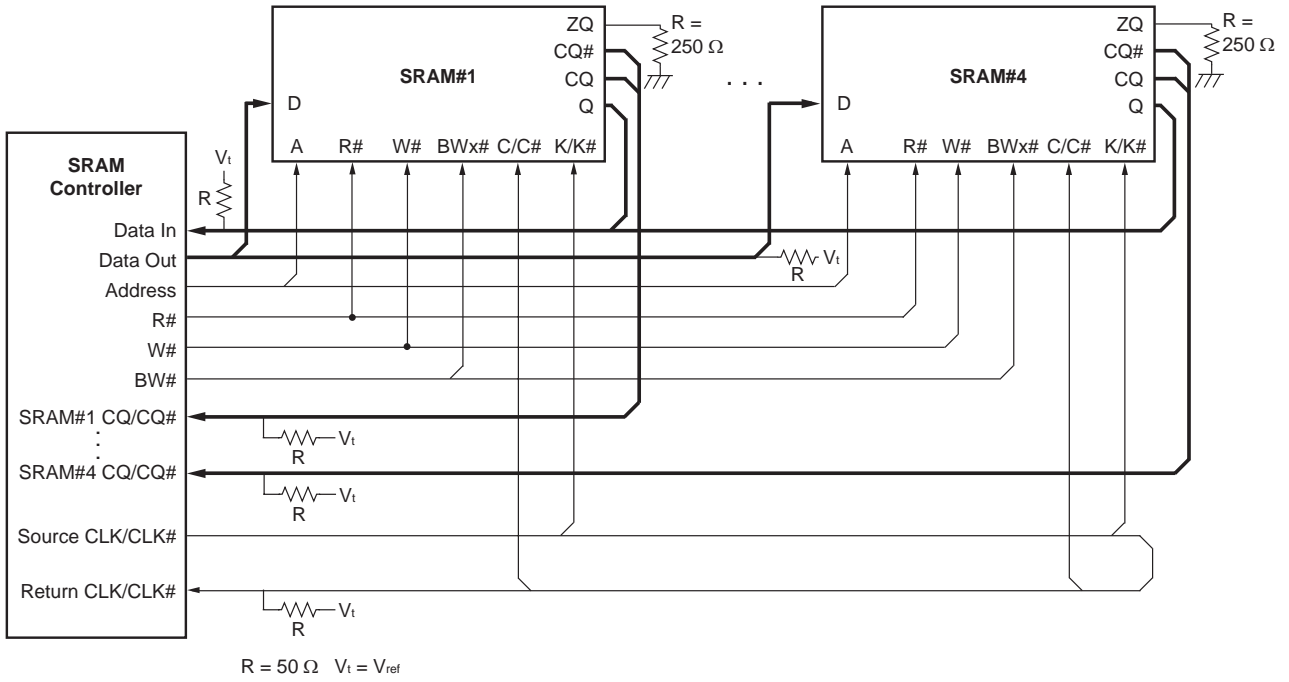 ZQ
R =
250 Ω
CQ#
SRAM#1
CQ
D
Q
A R# W# BWx# C/C# K/K#
. . .
ZQ
R =
250 Ω
CQ#
SRAM#4
CQ
D
Q
A R# W# BWx# C/C# K/K#
SRAM
Controller
Vt
R
Data In
Data Out
Vt
R
Address
R#
W#
BW#
SRAM#1 CQ/CQ#
Vt
R
.
.
.
SRAM#4 CQ/CQ#
Vt
R
Source CLK/CLK#
Return CLK/CLK#
Vt
R
R = 50 Ω Vt = Vref